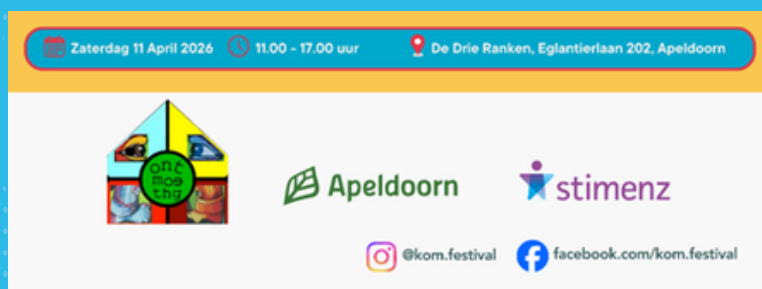 Zaterdag 11 April 2026 11.00 - 17.00 uur De Drie Ranken, Eglantierlaan 202, Apeldoorn
ont
moe
thg
Apeldoorn
stimenz
@kom.festival facebook.com/kom.festival